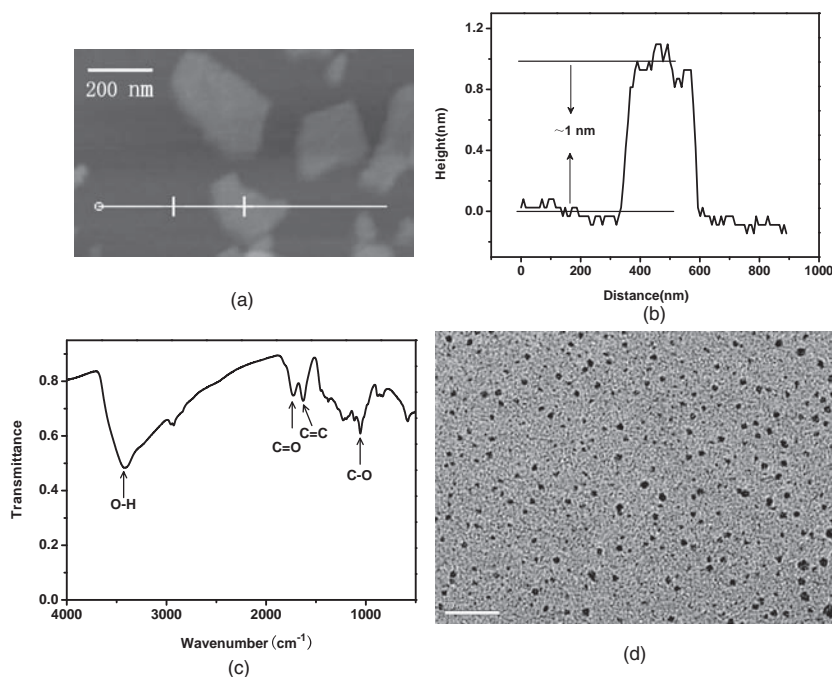 200 nm
(a)
1.2
0.8
0.4
0.0
Height(nm)
~1 nm
0 200 400 600 800 1000
Distance(nm)
(b)
0.8
0.6
0.4
0.2
0.0
Transmittance
O-H
C=O
C=C
C-O
4000 3000 2000 1000
Wavenumber(cm-1)
(c)
(d)